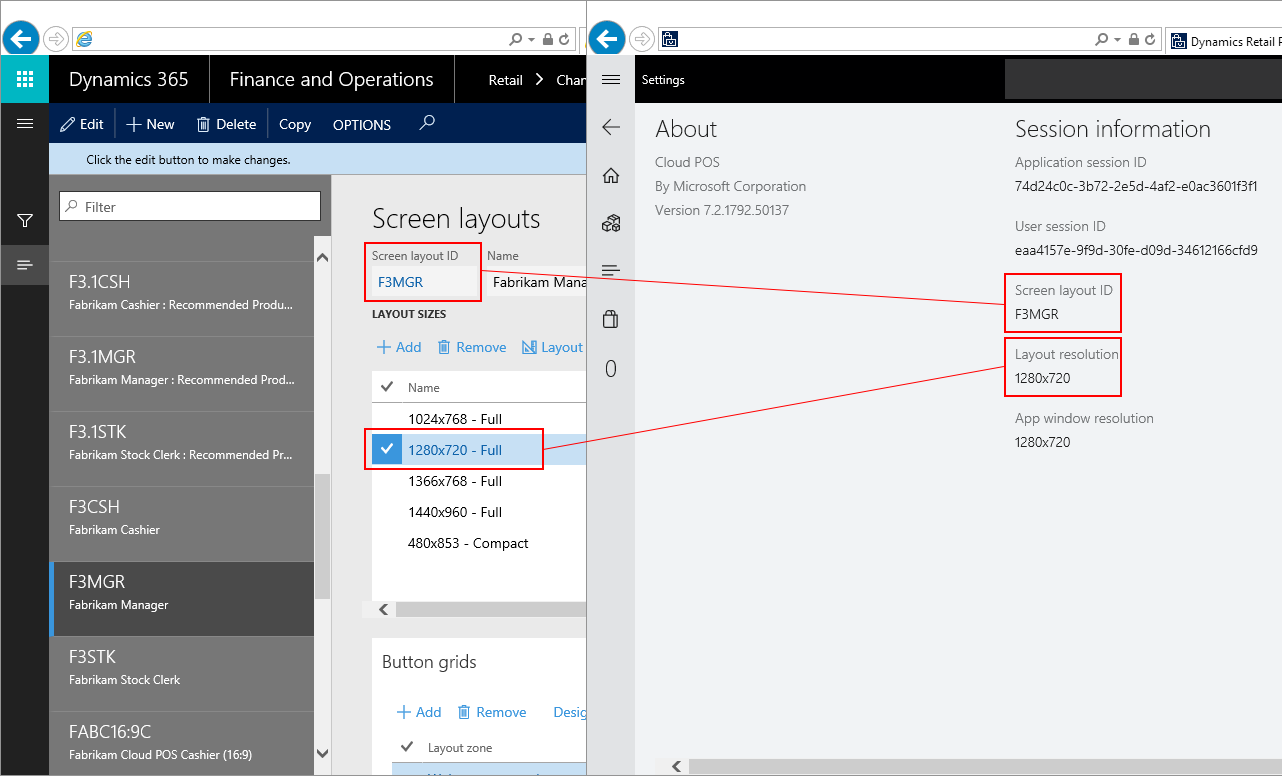 Dynamics 365
Finance and Operations
Retail
Chan
Edit
New
Delete
Copy
OPTIONS
Click the edit button to make changes.
Filter
F3.1CSH
Fabrikam Cashier : Recommended Produ...
F3.1MGR
Fabrikam Manager : Recommended Prod...
F3.1STK
Fabrikam Stock Clerk : Recommended Pr...
F3CSH
Fabrikam Cashier
F3MGR
Fabrikam Manager
F3STK
Fabrikam Stock Clerk
FABC16:9C
Fabrikam Cloud POS Cashier (16:9)
Screen layouts
Screen layout ID
Name
F3MGR
Fabrikam Mana
LAYOUT SIZES
Add
Remove
Layout
Name
1024x768 - Full
1280x720 - Full
1366x768 - Full
1440x960 - Full
480x853 - Compact
Button grids
Add
Remove
Desig
Layout zone
Dynamics Retail P
Settings
0
About
Cloud POS
By Microsoft Corporation
Version 7.2.1792.50137
Session information
Application session ID
74d24c0c-3b72-2e5d-4af2-e0ac3601f3f1
User session ID
eaa4157e-9f9d-30fe-d09d-34612166cfd9
Screen layout ID
F3MGR
Layout resolution
1280x720
App window resolution
1280x720